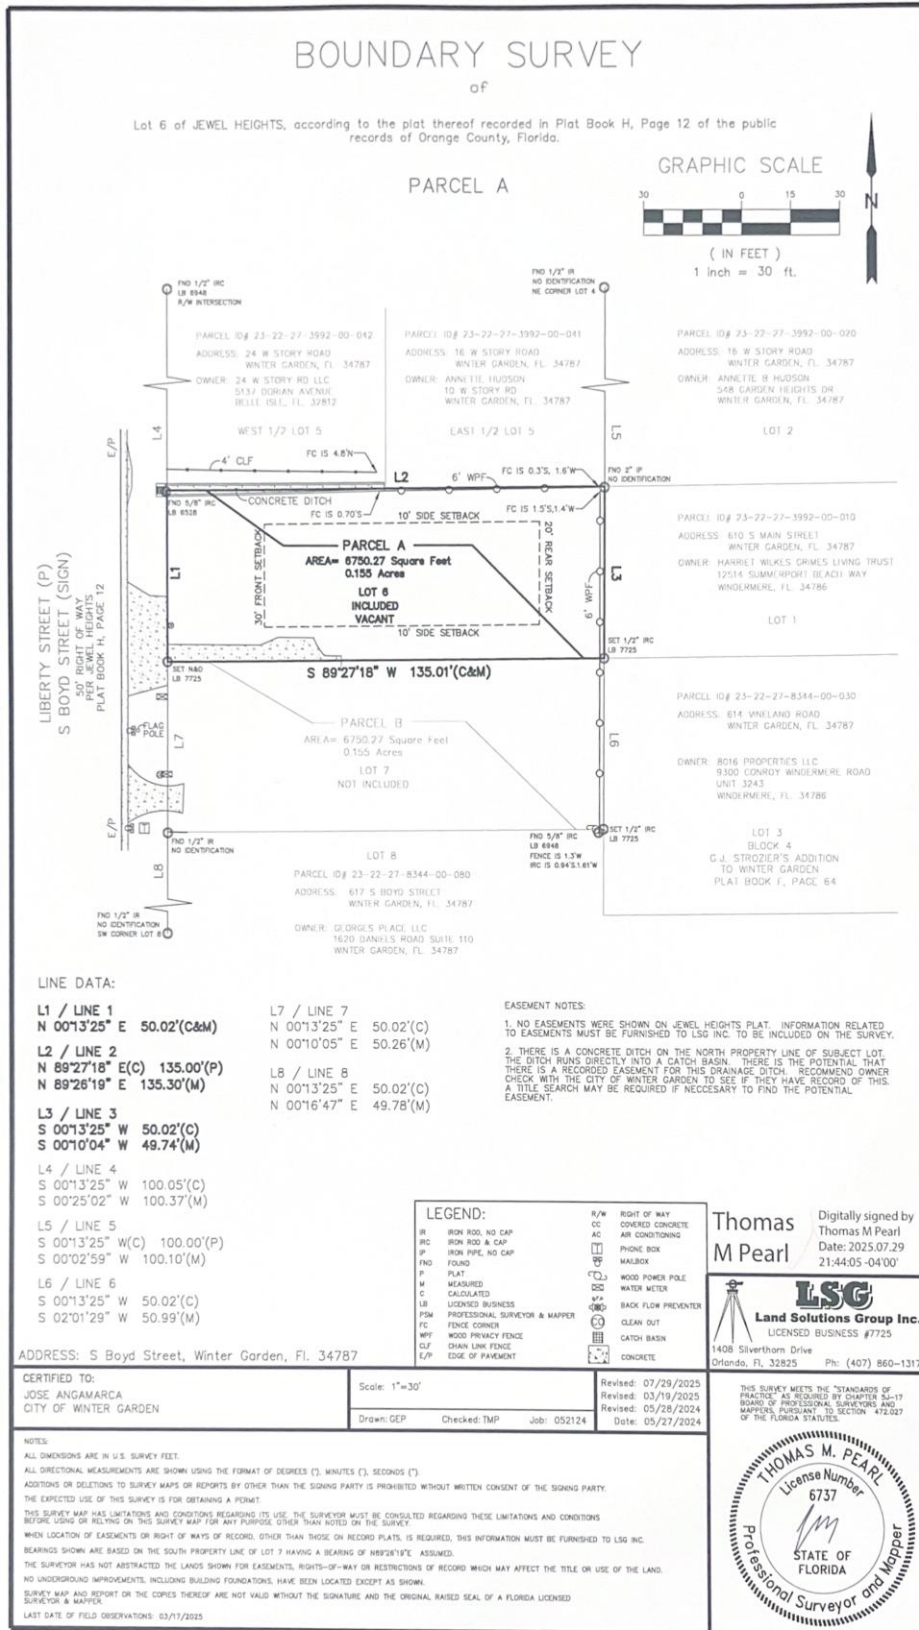 BOUNDARY SURVEY
of
Lot 6 of JEWEL HEIGHTS, according to the plat thereof recorded in Plat Book H, Page 12 of the public
records of Orange County, Florida.
PARCEL A
GRAPHIC SCALE
30 0 15 30
( IN FEET )
1 inch = 30 ft.
N
FND 1/2" IRC
LB 6948
R/W INTERSECTION
FND 1/2" IR
NO IDENTIFICATION
NE CORNER LOT 4
PARCEL ID# 23-22-27-3992-00-042
ADDRESS: 24 W STORY ROAD
WINTER GARDEN, FL. 34787
OWNER: 24 W STORY RD LLC
5137 DORIAN AVENUE
BELLE ISLE, FL. 32812
WEST 1/2 LOT 5
PARCEL ID# 23-22-27-3992-00-041
ADDRESS: 16 W STORY ROAD
WINTER GARDEN, FL. 34787
OWNER: ANNETTE HUDSON
10 W STORY RD
WINTER GARDEN, FL. 34787
EAST 1/2 LOT 5
PARCEL ID# 23-22-27-3992-00-020
ADDRESS: 16 W STORY ROAD
WINTER GARDEN, FL. 34787
OWNER: ANNETTE B HUDSON
548 GARDEN HEIGHTS DR
WINTER GARDEN, FL. 34787
LOT 2
L4
L5
E/P
4' CLF
FC IS 4.8'N
L2
6' WPF
FC IS 0.3'S, 1.6'W
FND 2" IP
NO IDENTIFICATION
FND 5/8" IRC
LB 6528
CONCRETE DITCH
FC IS 0.70'S
FC IS 1.5'S,1.4'W
10' SIDE SETBACK
30' FRONT SETBACK
20' REAR SETBACK
PARCEL A
AREA= 6750.27 Square Feet
0.155 Acres
LOT 6
INCLUDED
VACANT
10' SIDE SETBACK
L1
L3
6' WPF
PARCEL ID# 23-22-27-3992-00-010
ADDRESS: 610 S MAIN STREET
WINTER GARDEN, FL. 34787
OWNER: HARRIET WILKES GRIMES LIVING TRUST
12514 SUMMERPORT BEACH WAY
WINDERMERE, FL. 34786
LOT 1
LIBERTY STREET (P)
S BOYD STREET (SIGN)
50' RIGHT OF WAY
PER JEWEL HEIGHTS
PLAT BOOK H, PAGE 12
SET N&D
LB 7725
SET 1/2" IRC
LB 7725
S 89°27'18" W 135.01'(C&M)
FLAG
POLE
L7
PARCEL B
AREA= 6750.27 Square Feet
0.155 Acres
LOT 7
NOT INCLUDED
L6
PARCEL ID# 23-22-27-8344-00-030
ADDRESS: 614 VINELAND ROAD
WINTER GARDEN, FL. 34787
OWNER: 8016 PROPERTIES LLC
9300 CONROY WINDERMERE ROAD
UNIT 3243
WINDERMERE, FL. 34786
LOT 3
BLOCK 4
G.J. STROZIER'S ADDITION
TO WINTER GARDEN
PLAT BOOK F, PAGE 64
E/P
FND 1/2" IR
NO IDENTIFICATION
FND 5/8" IRC
LB 6948
FENCE IS 1.3'W
IRC IS 0.94'S,1.61'W
SET 1/2" IRC
LB 7725
L8
LOT 8
PARCEL ID# 23-22-27-8344-00-080
ADDRESS: 617 S BOYD STREET
WINTER GARDEN, FL. 34787
OWNER: GEORGES PLACE LLC
1620 DANIELS ROAD SUITE 110
WINTER GARDEN, FL. 34787
FND 1/2" IR
NO IDENTIFICATION
SW CORNER LOT 8
LINE DATA:
L1 / LINE 1
N 00°13'25" E 50.02'(C&M)
L2 / LINE 2
N 89°27'18" E(C) 135.00'(P)
N 89°26'19" E 135.30'(M)
L3 / LINE 3
S 00°13'25" W 50.02'(C)
S 00°10'04" W 49.74'(M)
L4 / LINE 4
S 00°13'25" W 100.05'(C)
S 00°25'02" W 100.37'(M)
L5 / LINE 5
S 00°13'25" W(C) 100.00'(P)
S 00°02'59" W 100.10'(M)
L6 / LINE 6
S 00°13'25" W 50.02'(C)
S 02°01'29" W 50.99'(M)
L7 / LINE 7
N 00°13'25" E 50.02'(C)
N 00°10'05" E 50.26'(M)
L8 / LINE 8
N 00°13'25" E 50.02'(C)
N 00°16'47" E 49.78'(M)
EASEMENT NOTES:
1. NO EASEMENTS WERE SHOWN ON JEWEL HEIGHTS PLAT. INFORMATION RELATED
TO EASEMENTS MUST BE FURNISHED TO LSG INC. TO BE INCLUDED ON THE SURVEY.
2. THERE IS A CONCRETE DITCH ON THE NORTH PROPERTY LINE OF SUBJECT LOT.
THE DITCH RUNS DIRECTLY INTO A CATCH BASIN. THERE IS THE POTENTIAL THAT
THERE IS A RECORDED EASEMENT FOR THIS DRAINAGE DITCH. RECOMMEND OWNER
CHECK WITH THE CITY OF WINTER GARDEN TO SEE IF THEY HAVE RECORD OF THIS.
A TITLE SEARCH MAY BE REQUIRED IF NECCESARY TO FIND THE POTENTIAL
EASEMENT.
ADDRESS: S Boyd Street, Winter Garden, Fl. 34787
LEGEND:
IR IRON ROD, NO CAP
IRC IRON ROD & CAP
IP IRON PIPE, NO CAP
FND FOUND
P PLAT
M MEASURED
C CALCULATED
LB LICENSED BUSINESS
PSM PROFESSIONAL SURVEYOR & MAPPER
FC FENCE CORNER
WPF WOOD PRIVACY FENCE
CLF CHAIN LINK FENCE
E/P EDGE OF PAVEMENT
R/W RIGHT OF WAY
CC COVERED CONCRETE
AC AIR CONDITIONING
PHONE BOX
MAILBOX
WOOD POWER POLE
WATER METER
BACK FLOW PREVENTER
CLEAN OUT
CATCH BASIN
CONCRETE
Thomas
M Pearl
Digitally signed by
Thomas M Pearl
Date: 2025.07.29
21:44:05 -04'00'
LSG
Land Solutions Group Inc.
LICENSED BUSINESS #7725
1408 Silverthorn Drive
Orlando, Fl, 32825 Ph: (407) 860-1317
CERTIFIED TO:
JOSE ANGAMARCA
CITY OF WINTER GARDEN
Scale: 1"=30'
Drawn:GEP Checked:TMP Job: 052124
Revised: 07/29/2025
Revised: 03/19/2025
Revised: 05/28/2024
Date: 05/27/2024
THIS SURVEY MEETS THE "STANDARDS OF
PRACTICE" AS REQUIRED BY CHAPTER 5J-17
BOARD OF PROFESSIONAL SURVEYORS AND
MAPPERS, PURSUANT TO SECTION 472.027
OF THE FLORIDA STATUTES.
NOTES:
ALL DIMENSIONS ARE IN U.S. SURVEY FEET.
ALL DIRECTIONAL MEASUREMENTS ARE SHOWN USING THE FORMAT OF DEGREES (°), MINUTES ('), SECONDS (").
ADDITIONS OR DELETIONS TO SURVEY MAPS OR REPORTS BY OTHER THAN THE SIGNING PARTY IS PROHIBITED WITHOUT WRITTEN CONSENT OF THE SIGNING PARTY.
THE EXPECTED USE OF THIS SURVEY IS FOR OBTAINING A PERMIT.
THIS SURVEY MAP HAS LIMITATIONS AND CONDITIONS REGARDING ITS USE. THE SURVEYOR MUST BE CONSULTED REGARDING THESE LIMITATIONS AND CONDITIONS
BEFORE USING OR RELYING ON THIS SURVEY MAP FOR ANY PURPOSE OTHER THAN NOTED ON THE SURVEY.
WHEN LOCATION OF EASEMENTS OR RIGHT OF WAYS OF RECORD, OTHER THAN THOSE ON RECORD PLATS, IS REQUIRED, THIS INFORMATION MUST BE FURNISHED TO LSG INC.
BEARINGS SHOWN ARE BASED ON THE SOUTH PROPERTY LINE OF LOT 7 HAVING A BEARING OF N89°28'19"E ASSUMED.
THE SURVEYOR HAS NOT ABSTRACTED THE LANDS SHOWN FOR EASEMENTS, RIGHTS-OF-WAY OR RESTRICTIONS OF RECORD WHICH MAY AFFECT THE TITLE OR USE OF THE LAND.
NO UNDERGROUND IMPROVEMENTS, INCLUDING BUILDING FOUNDATIONS, HAVE BEEN LOCATED EXCEPT AS SHOWN.
SURVEY MAP AND REPORT OR THE COPIES THEREOF ARE NOT VALID WITHOUT THE SIGNATURE AND THE ORIGINAL RAISED SEAL OF A FLORIDA LICENSED
SURVEYOR & MAPPER.
LAST DATE OF FIELD OBSERVATIONS: 03/17/2025
THOMAS M. PEARL
License Number
6737
STATE OF
FLORIDA
Professional Surveyor and Mapper